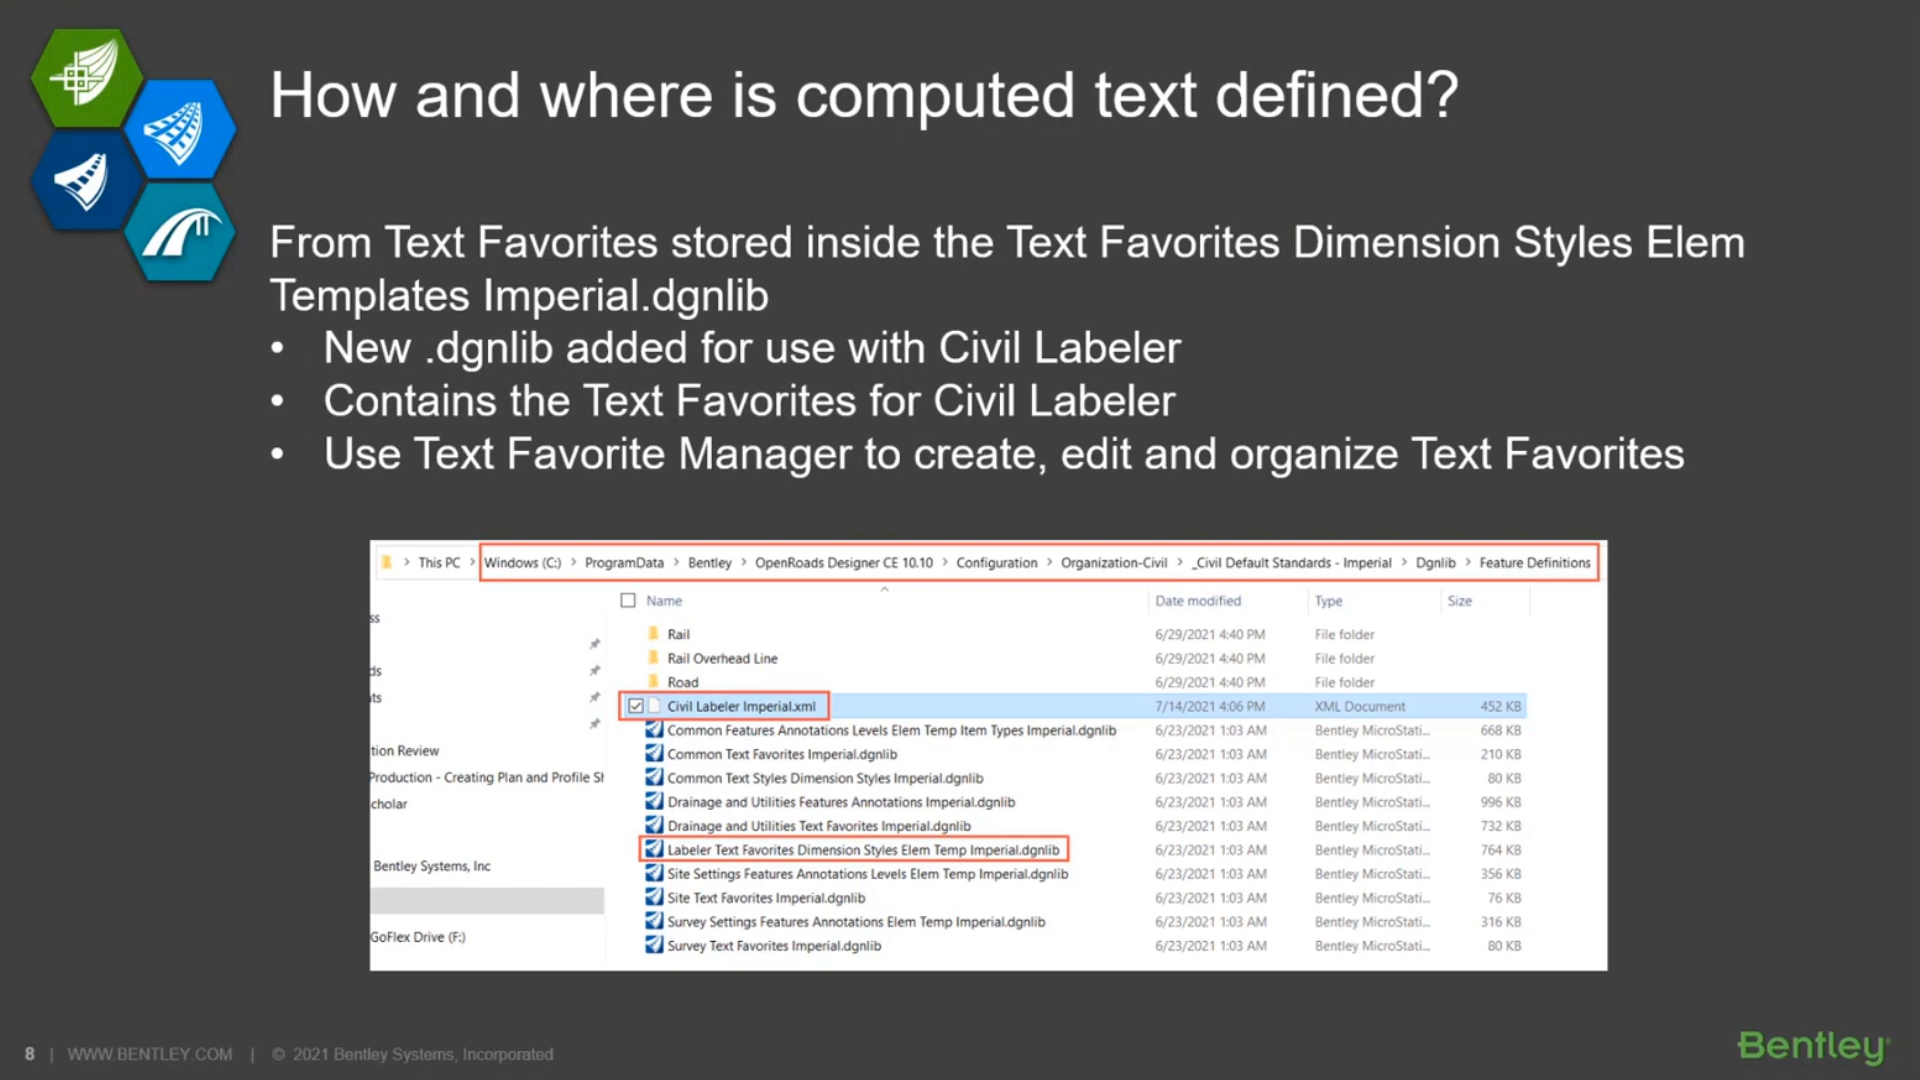 How and where is computed text defined?
From Text Favorites stored inside the Text Favorites Dimension Styles Elem
Templates Imperial.dgnlib
• New .dgnlib added for use with Civil Labeler
• Contains the Text Favorites for Civil Labeler
• Use Text Favorite Manager to create, edit and organize Text Favorites
> This PC > Windows (C:) > ProgramData > Bentley > OpenRoads Designer CE 10.10 > Configuration > Organization-Civil > _Civil Default Standards - Imperial > Dgnlib > Feature Definitions
Name Date modified Type Size
ss
ds
ts
tion Review
Production - Creating Plan and Profile Sh
cholar
Bentley Systems, Inc
GoFlex Drive (F:)
Rail 6/29/2021 4:40 PM File folder
Rail Overhead Line 6/29/2021 4:40 PM File folder
Road 6/29/2021 4:40 PM File folder
Civil Labeler Imperial.xml 7/14/2021 4:06 PM XML Document 452 KB
Common Features Annotations Levels Elem Temp Item Types Imperial.dgnlib 6/23/2021 1:03 AM Bentley MicroStati... 668 KB
Common Text Favorites Imperial.dgnlib 6/23/2021 1:03 AM Bentley MicroStati... 210 KB
Common Text Styles Dimension Styles Imperial.dgnlib 6/23/2021 1:03 AM Bentley MicroStati... 80 KB
Drainage and Utilities Features Annotations Imperial.dgnlib 6/23/2021 1:03 AM Bentley MicroStati... 996 KB
Drainage and Utilities Text Favorites Imperial.dgnlib 6/23/2021 1:03 AM Bentley MicroStati... 732 KB
Labeler Text Favorites Dimension Styles Elem Temp Imperial.dgnlib 6/23/2021 1:03 AM Bentley MicroStati... 764 KB
Site Settings Features Annotations Levels Elem Temp Imperial.dgnlib 6/23/2021 1:03 AM Bentley MicroStati... 356 KB
Site Text Favorites Imperial.dgnlib 6/23/2021 1:03 AM Bentley MicroStati... 76 KB
Survey Settings Features Annotations Elem Temp Imperial.dgnlib 6/23/2021 1:03 AM Bentley MicroStati... 316 KB
Survey Text Favorites Imperial.dgnlib 6/23/2021 1:03 AM Bentley MicroStati... 80 KB
8 | WWW.BENTLEY.COM | © 2021 Bentley Systems, Incorporated
Bentley